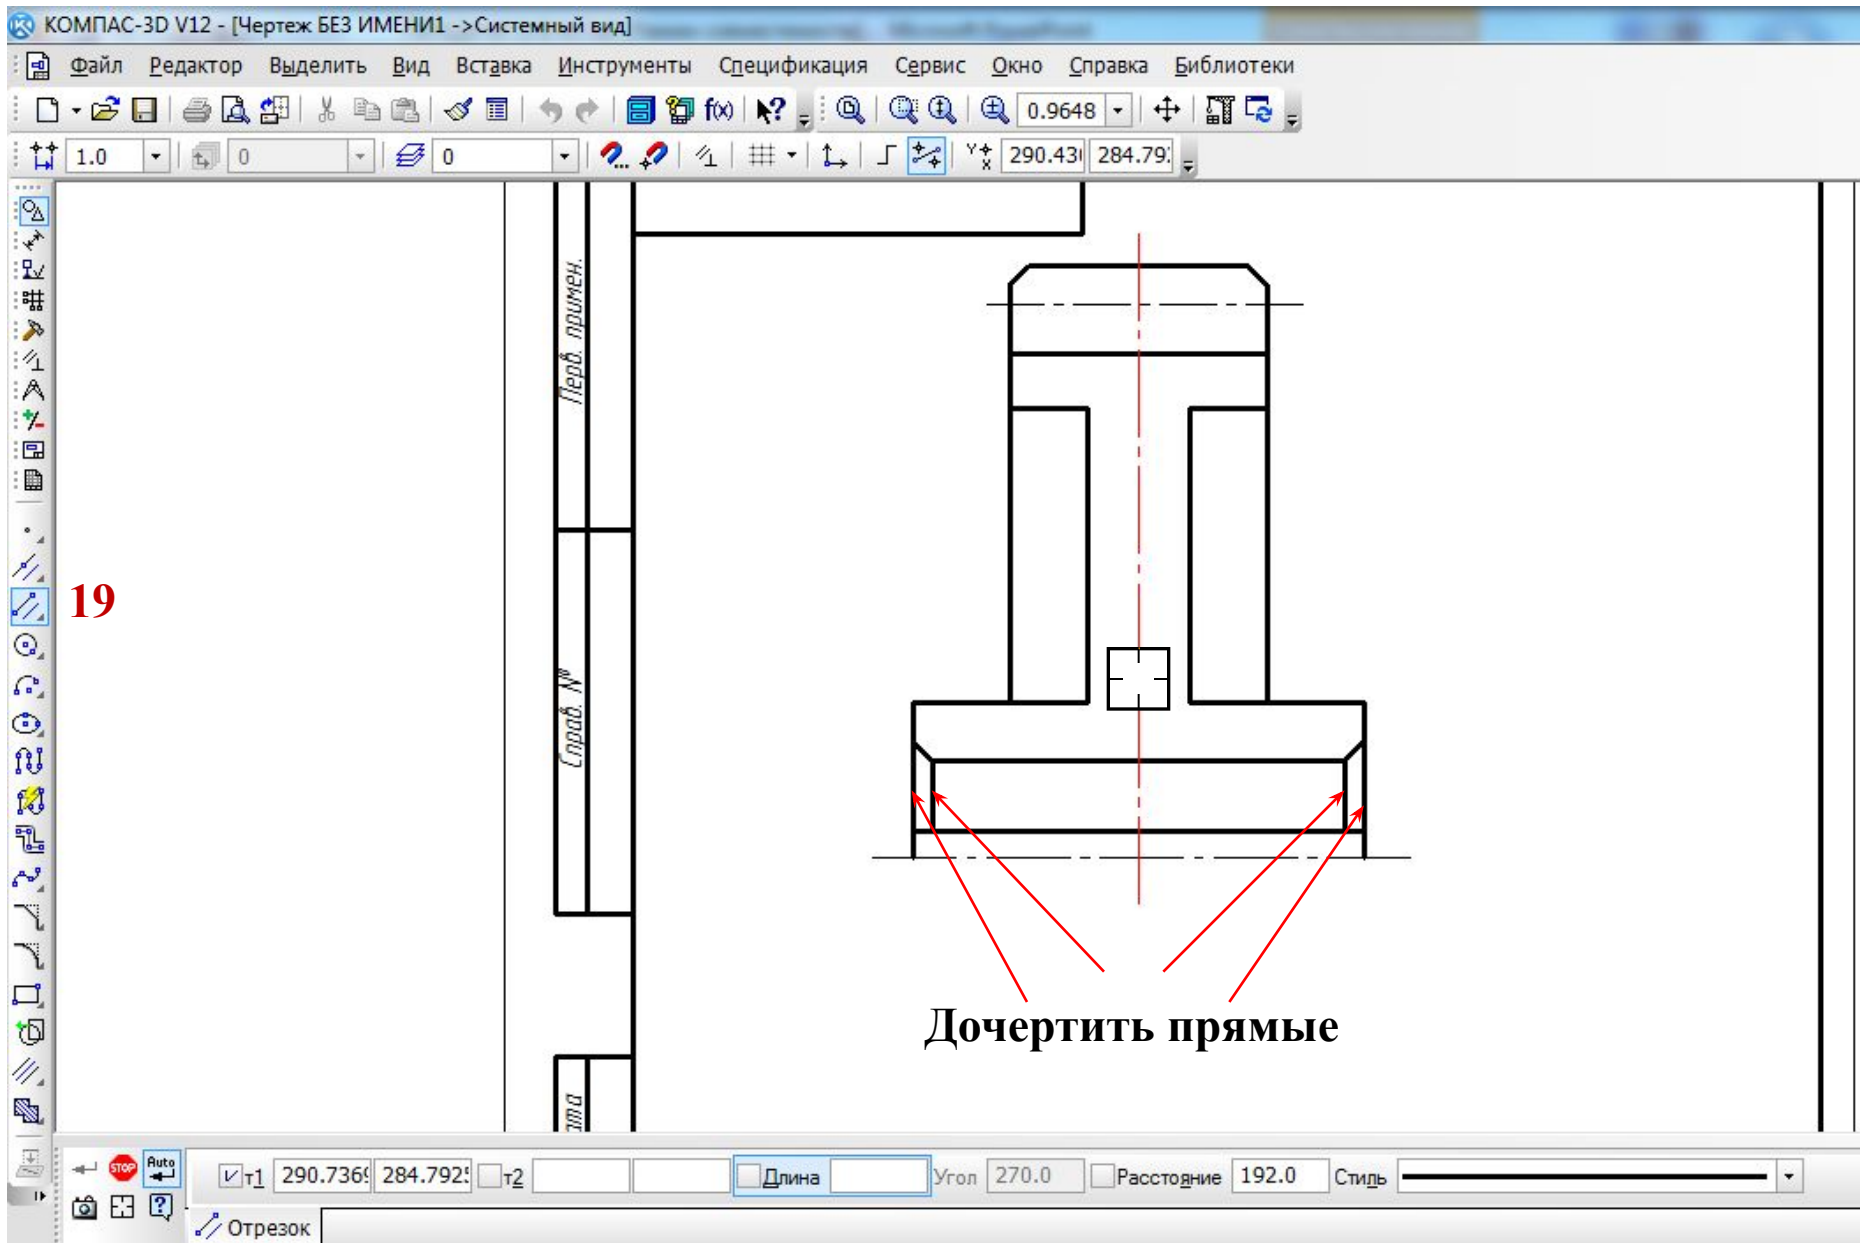 КОМПАС-3D V12 - [Чертеж БЕЗ ИМЕНИ1 ->Системный вид]
Файл Редактор Выделить Вид Вставка Инструменты Спецификация Сервис Окно Справка Библиотеки
f(x) 0.9648
1.0 0 0 290.43 284.79
Перв. примен.
19
Справ. №
Дочертить прямые
Auto
STOP
т1 290.736 284.792 т2 Длина Угол 270.0 Расстояние 192.0 Стиль
Отрезок